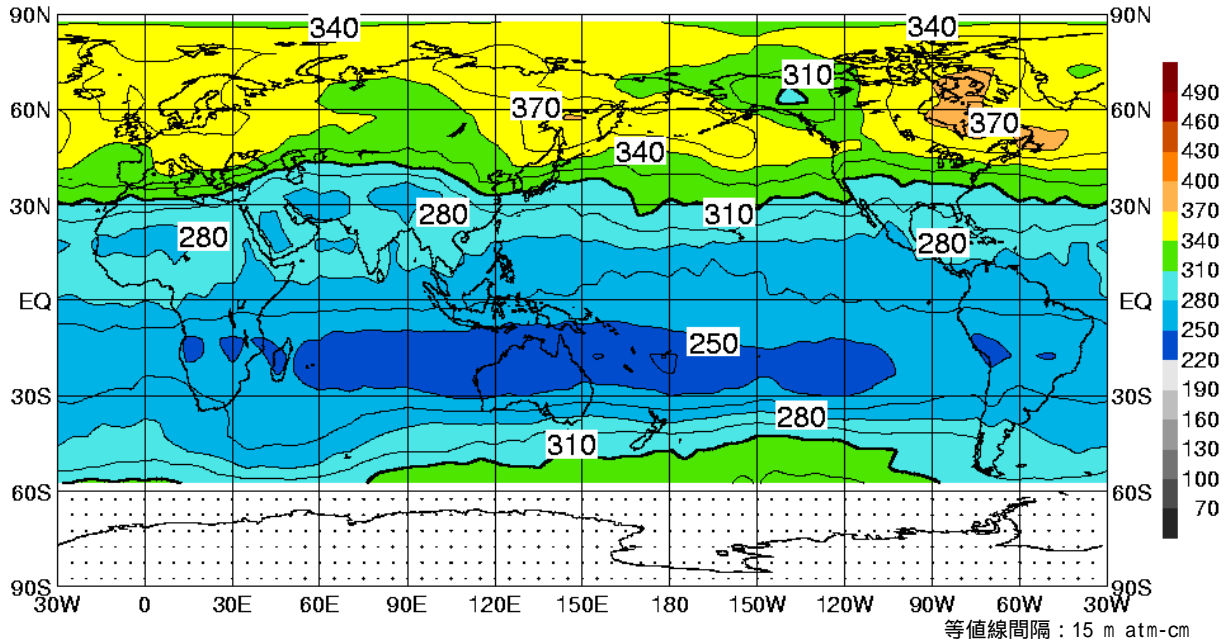 90N 340 340 90N
310
490
60N 370 370 60N
460
340
430
400
30N 280 310 30N
370
280 280
340
310
EQ EQ
280
250
250
220
30S 30S
190
280
160
310
130
60S 60S
100
70
90S 90S
30W 0 30E 60E 90E 120E 150E 180 150W 120W 90W 60W 30W
等値線間隔：15 m atm-cm